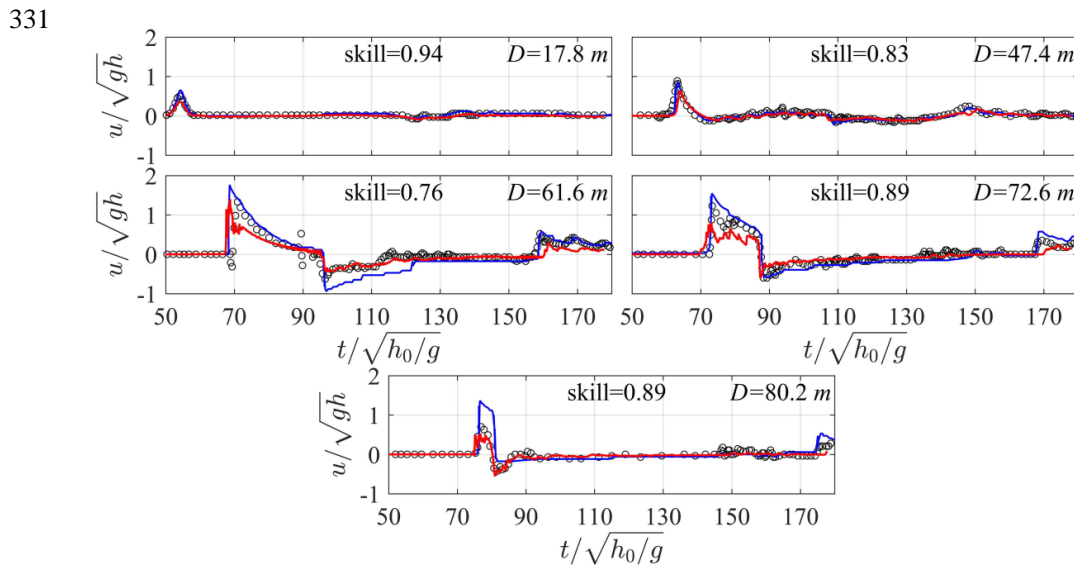 331
skill=0.94 D=17.8 m
2
1
0
-1
u/√gh
skill=0.83 D=47.4 m
skill=0.76 D=61.6 m
2
1
0
-1
u/√gh
50 70 90 110 130 150 170
t/√h₀/g
skill=0.89 D=72.6 m
50 70 90 110 130 150 170
t/√h₀/g
skill=0.89 D=80.2 m
2
1
0
-1
u/√gh
50 70 90 110 130 150 170
t/√h₀/g